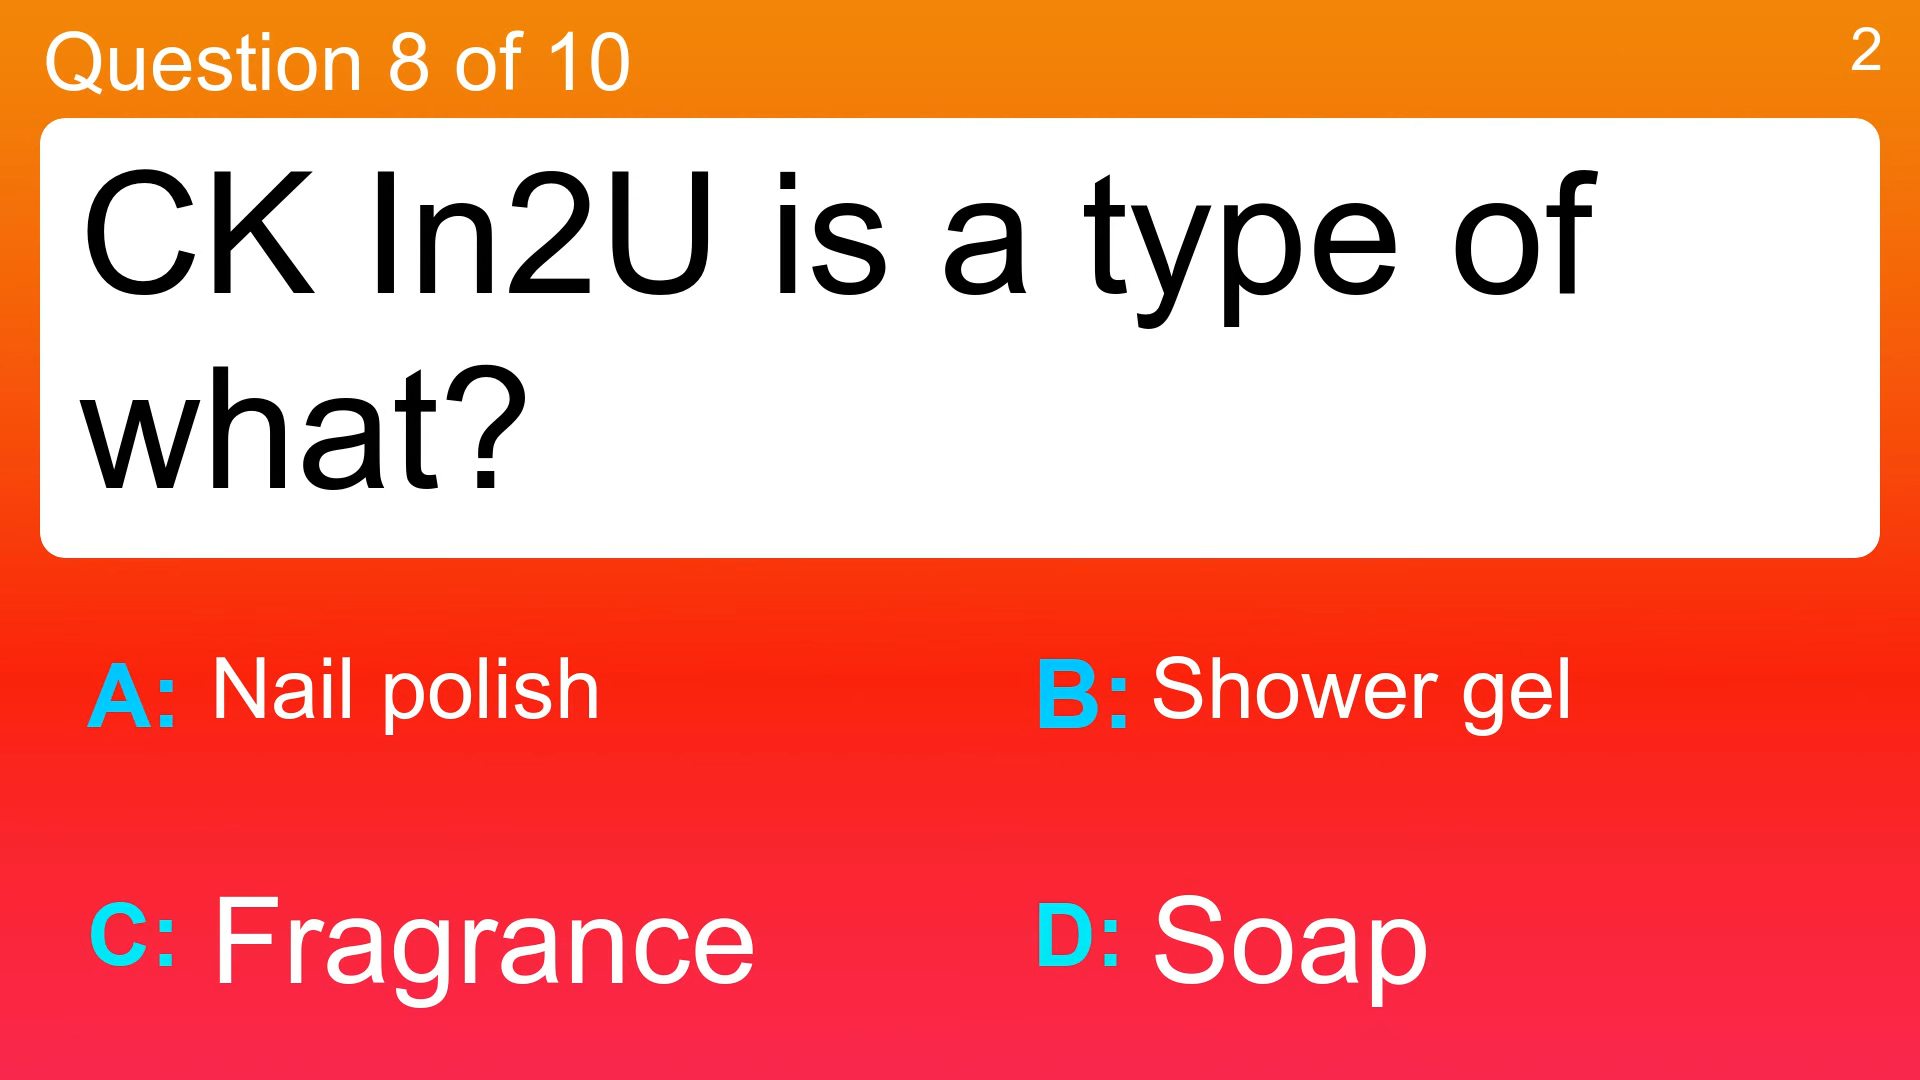 Question 8 of 10
2
CK In2U is a type of
what?
A: Nail polish
B: Shower gel
C: Fragrance
D: Soap